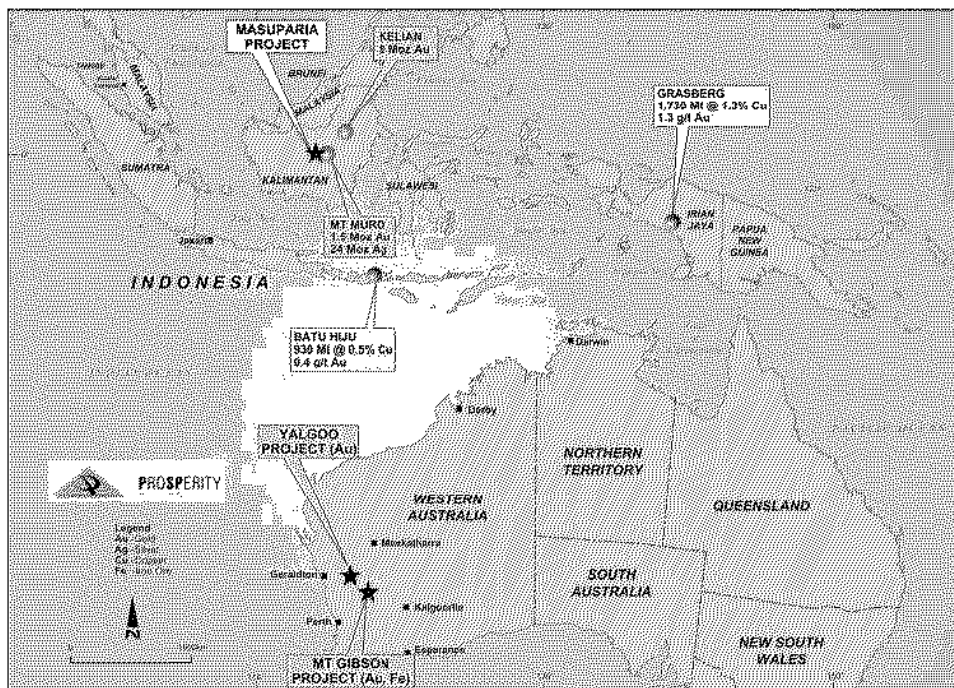 MASUPARIA
PROJECT
KELIAN
8 Moz Au
BRUNEI
MALAYSIA
MALAYSIA
GRASBERG
1,730 Mt @ 1.3% Cu
1.3 g/t Au
SUMATRA
KALIMANTAN
SULAWESI
IRIAN
JAYA
PAPUA
NEW
GUINEA
MT MURO
1.5 Moz Au
24 Moz Ag
Jakarta
INDONESIA
BATU HIJU
930 Mt @ 0.5% Cu
0.4 g/t Au
Darwin
Derby
YALGOO
PROJECT (Au)
NORTHERN
TERRITORY
PROSPERITY
WESTERN
AUSTRALIA
QUEENSLAND
Legend
Au - Gold
Ag - Silver
Cu - Copper
Fe - Iron Ore
Meekatharra
Geraldton
SOUTH
AUSTRALIA
Kalgoorlie
Perth
N
Esperance
NEW SOUTH
WALES
MT GIBSON
PROJECT (Au, Fe)